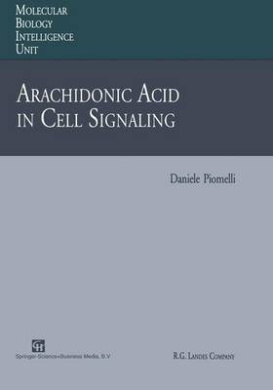 MOLECULAR
BIOLOGY
INTELLIGENCE
UNIT
ARACHIDONIC ACID
IN CELL SIGNALING
Daniele Piomelli
Springer-Science+Business Media, B.V
R.G. LANDES COMPANY